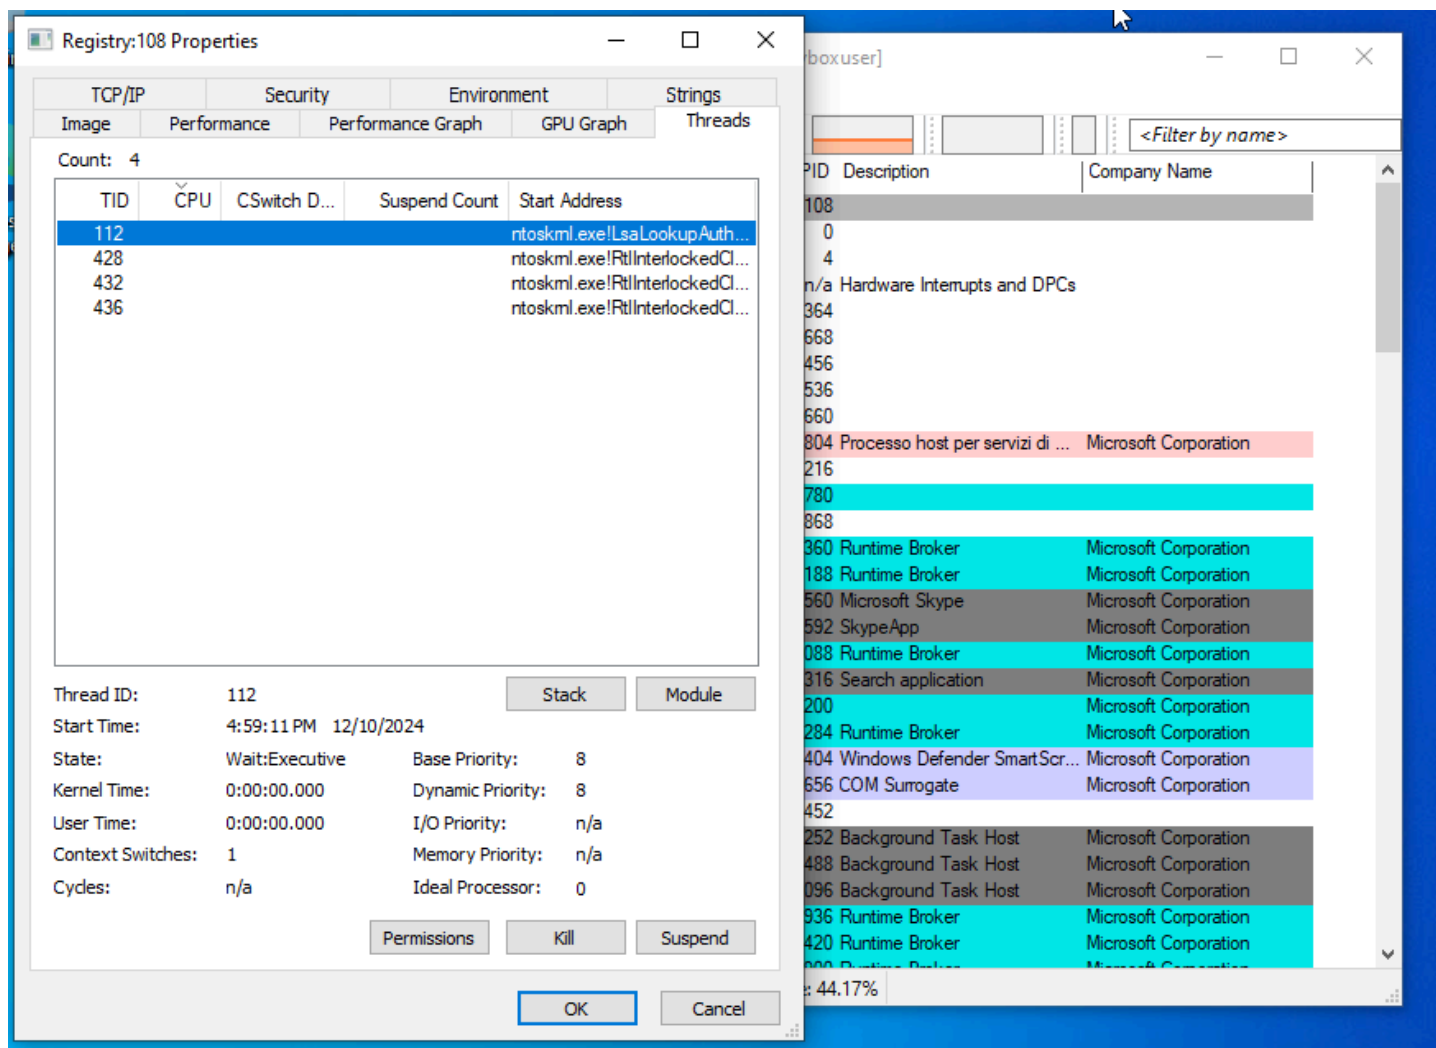 Registry:108 Properties
TCP/IP Security Environment Strings
Image Performance Performance Graph GPU Graph Threads
Count: 4
TID CPU CSwitch D... Suspend Count Start Address
112 ntoskrnl.exe!LsaLookupAuth...
428 ntoskrnl.exe!RtlInterlockedCl...
432 ntoskrnl.exe!RtlInterlockedCl...
436 ntoskrnl.exe!RtlInterlockedCl...
Thread ID: 112 Stack Module
Start Time: 4:59:11 PM 12/10/2024
State: Wait:Executive Base Priority: 8
Kernel Time: 0:00:00.000 Dynamic Priority: 8
User Time: 0:00:00.000 I/O Priority: n/a
Context Switches: 1 Memory Priority: n/a
Cycles: n/a Ideal Processor: 0
Permissions Kill Suspend
OK Cancel
boxuser]
<Filter by name>
PID Description Company Name
108
0
4
n/a Hardware Interrupts and DPCs
364
668
456
536
660
804 Processo host per servizi di ... Microsoft Corporation
216
780
868
360 Runtime Broker Microsoft Corporation
188 Runtime Broker Microsoft Corporation
560 Microsoft Skype Microsoft Corporation
592 SkypeApp Microsoft Corporation
088 Runtime Broker Microsoft Corporation
316 Search application Microsoft Corporation
200 Microsoft Corporation
284 Runtime Broker Microsoft Corporation
404 Windows Defender SmartScr... Microsoft Corporation
656 COM Surrogate Microsoft Corporation
452
252 Background Task Host Microsoft Corporation
488 Background Task Host Microsoft Corporation
096 Background Task Host Microsoft Corporation
936 Runtime Broker Microsoft Corporation
420 Runtime Broker Microsoft Corporation
Runtime Broker Microsoft Corporation
: 44.17%